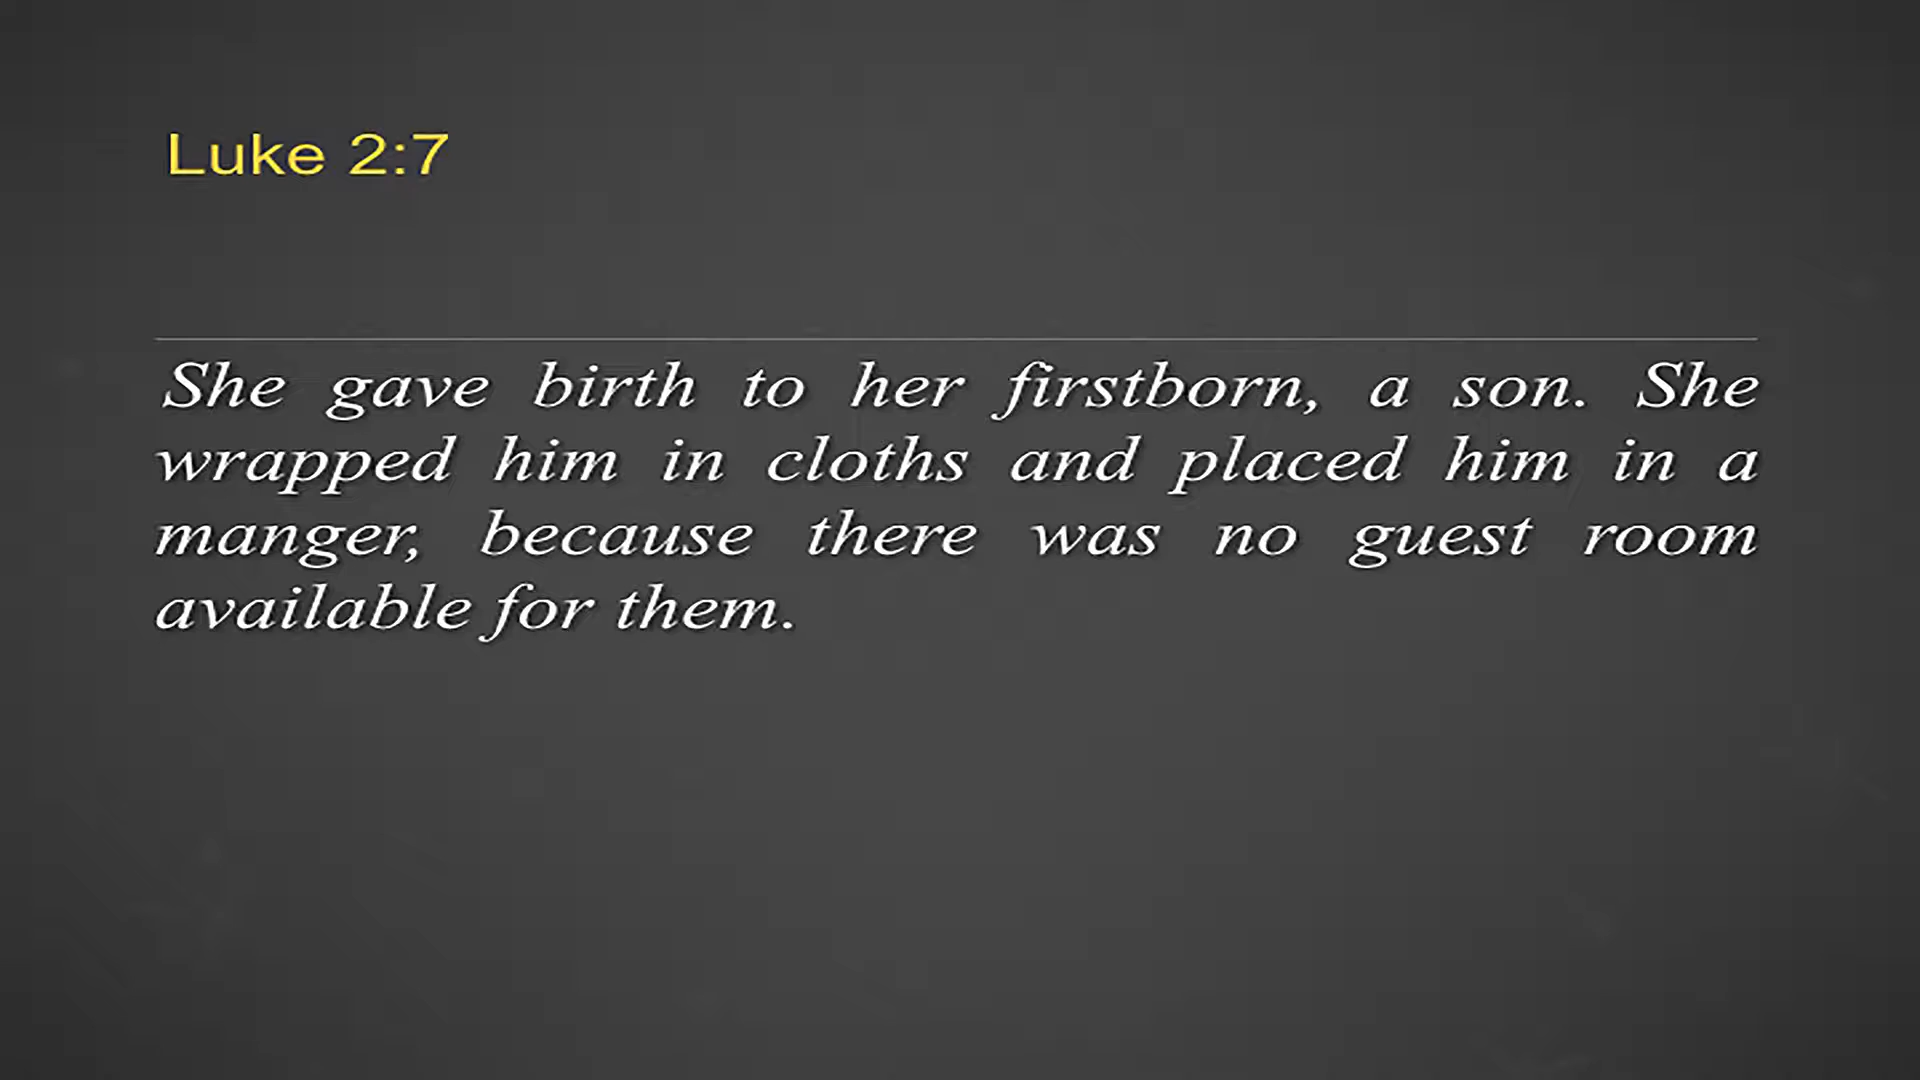 Luke 2:7
She gave birth to her firstborn, a son. She
wrapped him in cloths and placed him in a
manger, because there was no guest room
available for them.